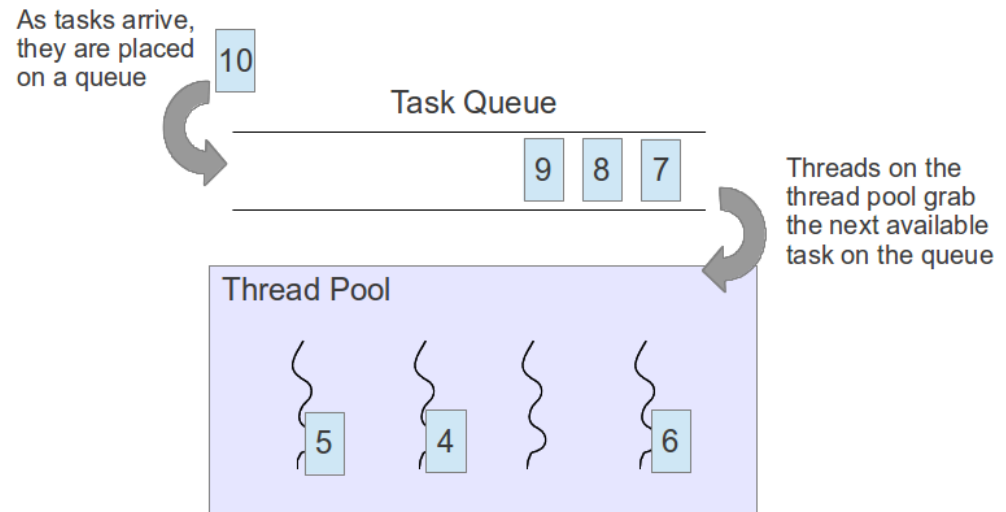 As tasks arrive,
they are placed
on a queue
10
Task Queue
9 8 7
Threads on the
thread pool grab
the next available
task on the queue
Thread Pool
5 4 6